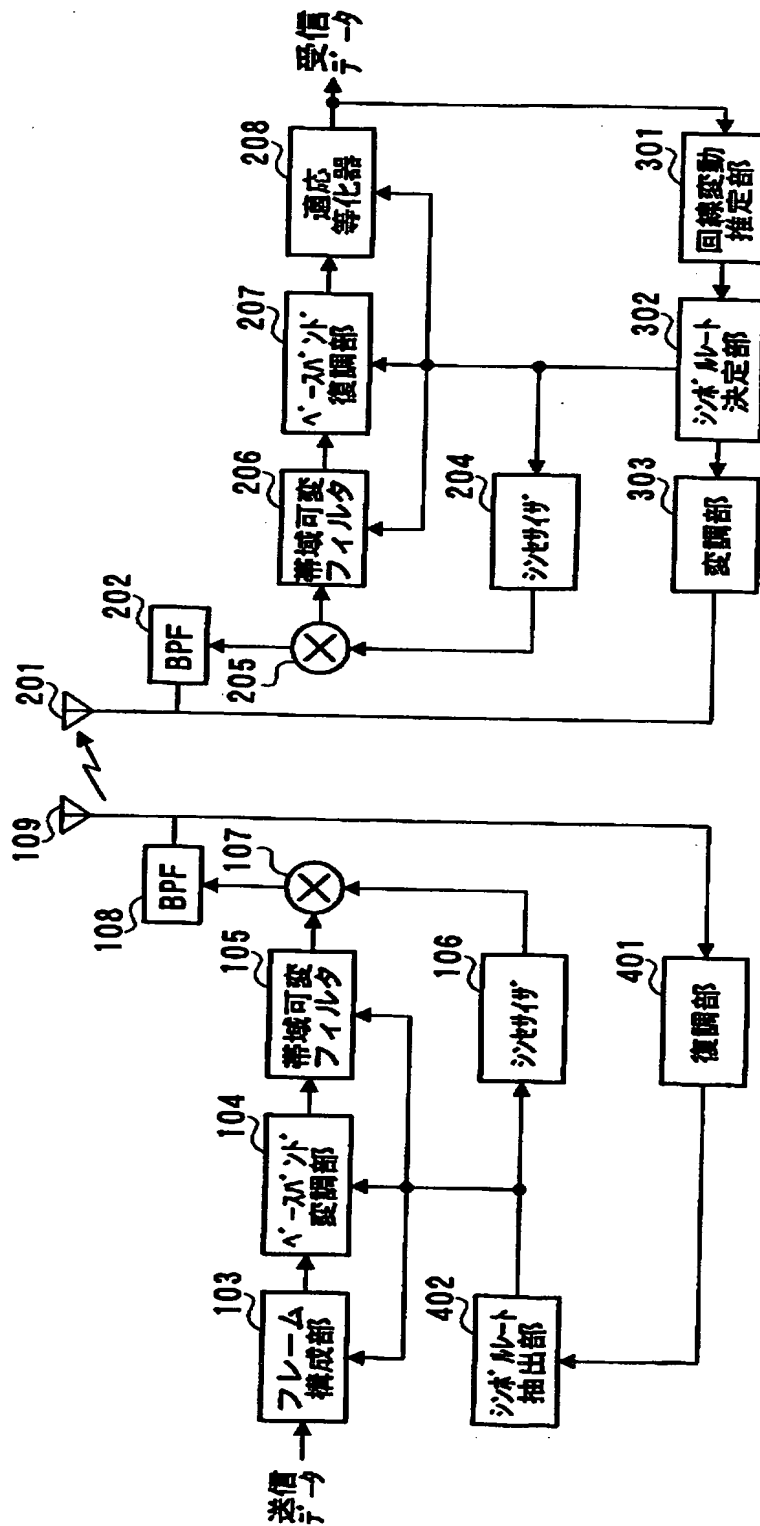 送信
データ
103
フレーム
構成部
104
ベースバンド
変調部
105
帯域可変
フィルタ
107
108
BPF
109
106
シンセサイザ
402
シンボルレート
抽出部
401
復調部
201
202
BPF
205
206
帯域可変
フィルタ
207
ベースバンド
復調部
208
適応
等化器
受信
データ
204
シンセサイザ
303
変調部
302
シンボルレート
決定部
301
回線変動
推定部